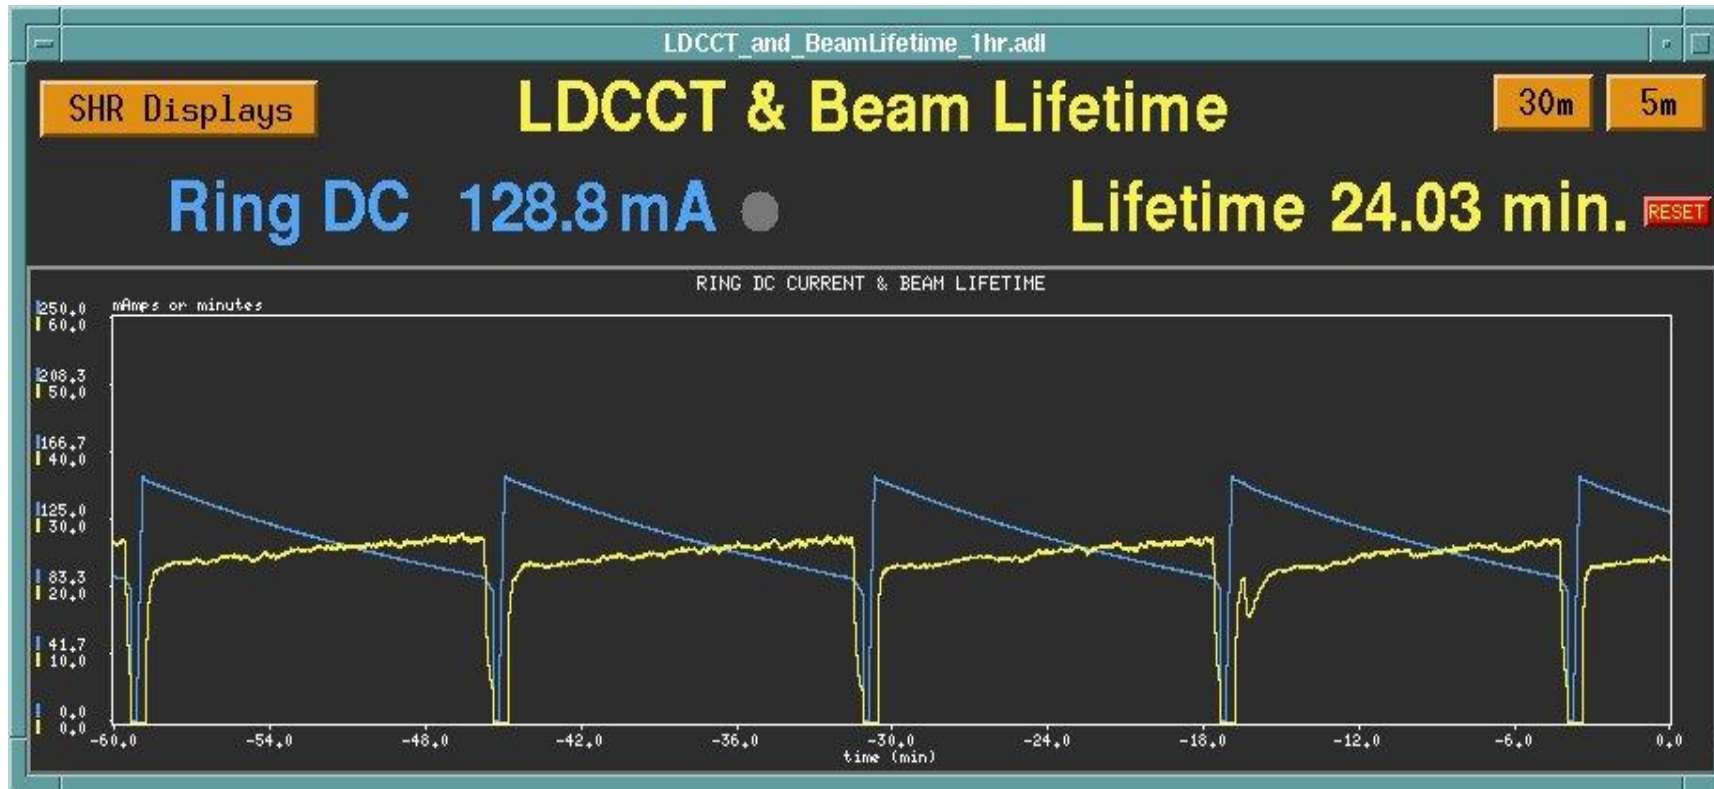 LDCCT_and_BeamLifetime_1hr.adl
SHR Displays
LDCCT & Beam Lifetime
30m
5m
Ring DC 128.8 mA
Lifetime 24.03 min.
RESET
RING DC CURRENT & BEAM LIFETIME
mAmps or minutes
250.0
60.0
208.3
50.0
166.7
40.0
125.0
30.0
83.3
20.0
41.7
10.0
0.0
0.0
-60.0 -54.0 -48.0 -42.0 -36.0 -30.0 -24.0 -18.0 -12.0 -6.0 0.0
time (min)